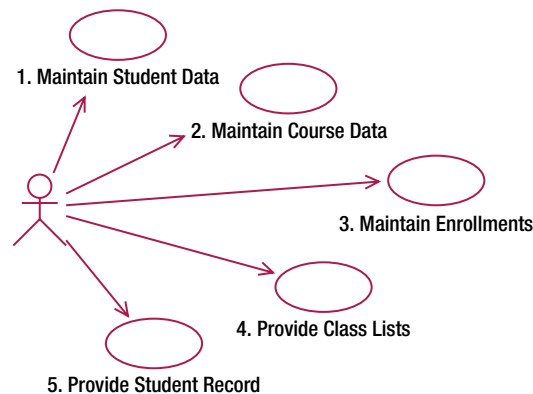 1. Maintain Student Data
2. Maintain Course Data
3. Maintain Enrollments
4. Provide Class Lists
5. Provide Student Record